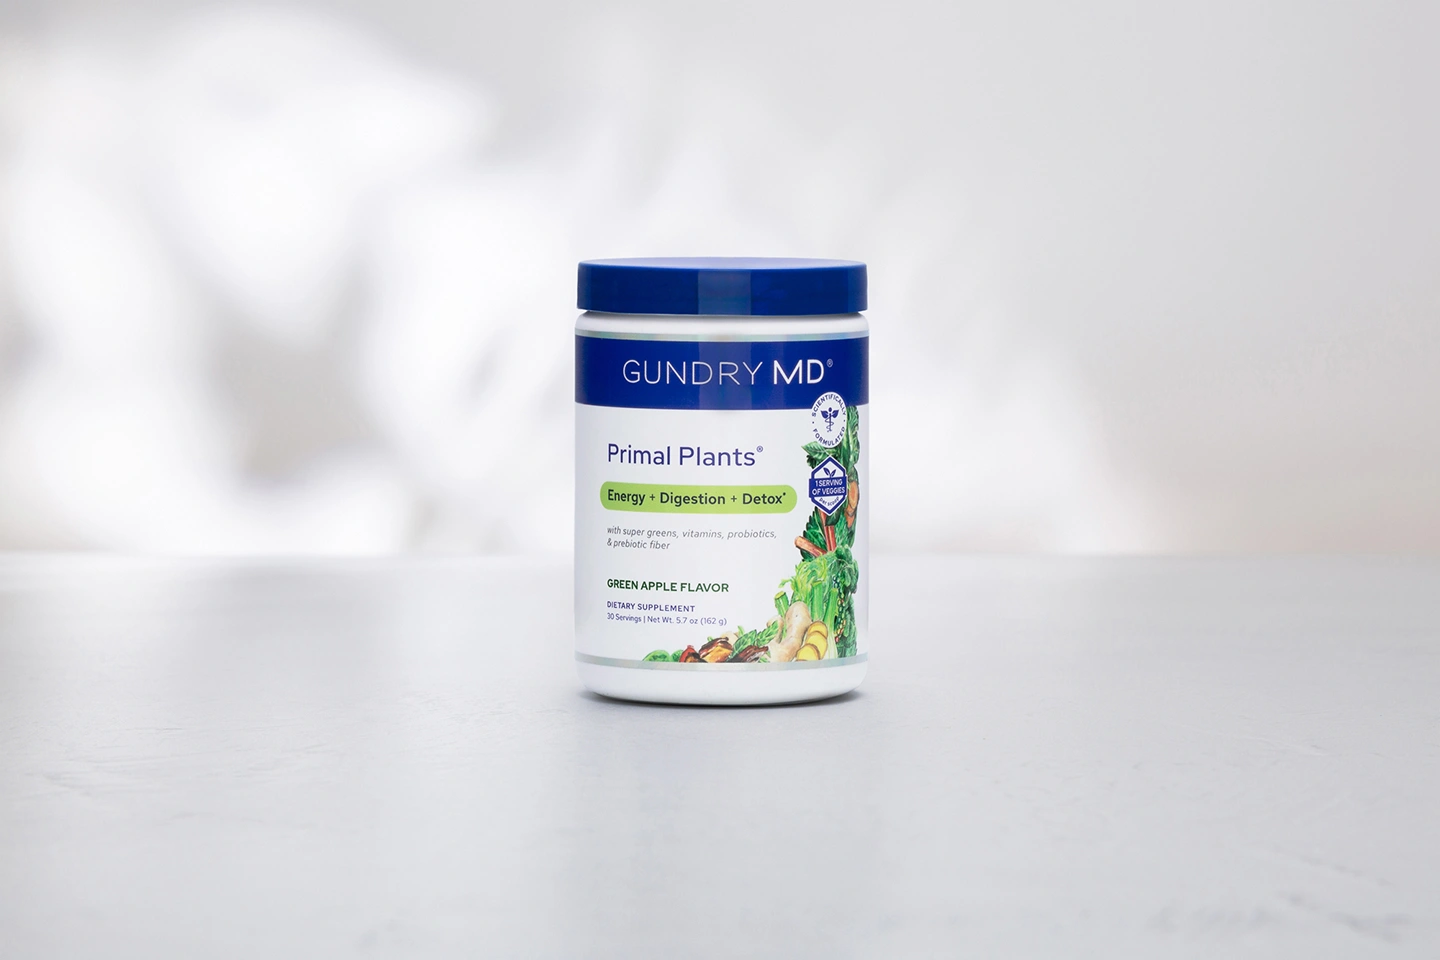 GUNDRY MD®
SCIENTIFICALLY
FORMULATED
Primal Plants®
1 SERVING
OF VEGGIES
Energy + Digestion + Detox*
with super greens, vitamins, probiotics,
& prebiotic fiber
GREEN APPLE FLAVOR
DIETARY SUPPLEMENT
30 Servings | Net Wt. 5.7 oz (162 g)